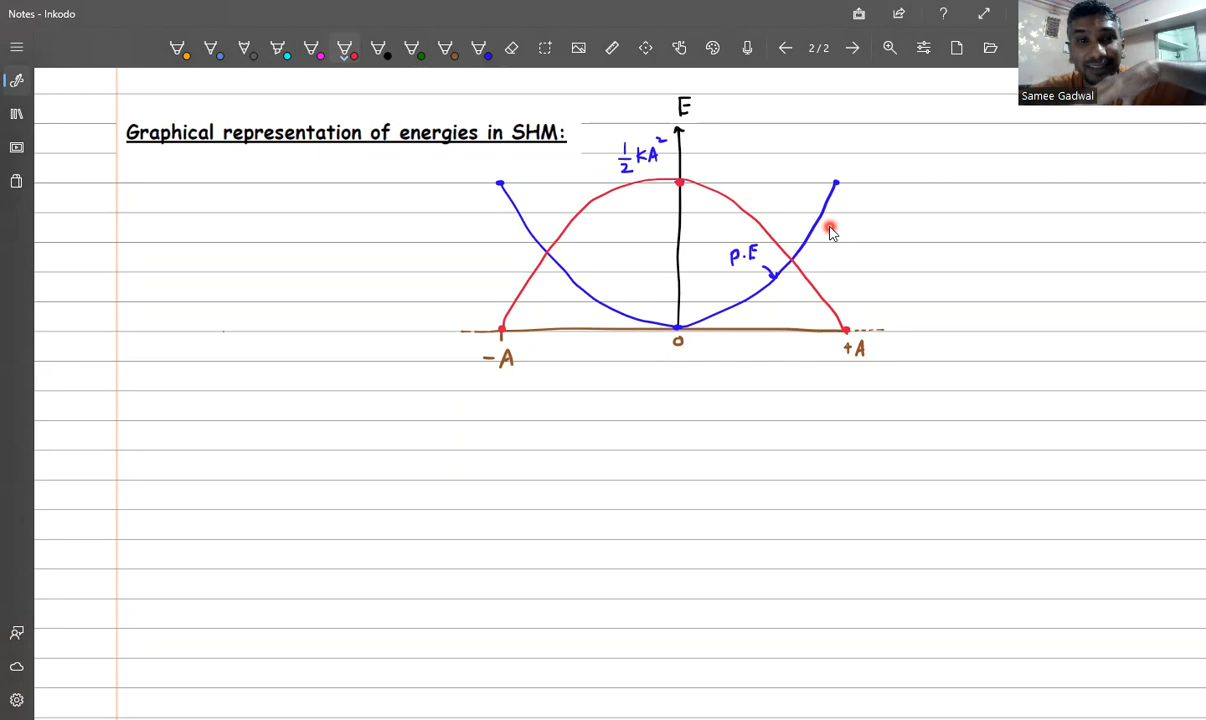 Notes - Inkodo
2/2
Samee Gadwal
E
Graphical representation of energies in SHM:
1/2 KA²
P.E
0
-A
+A